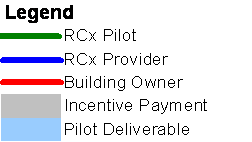 Legend
RCx Pilot
RCx Provider
Building Owner
Incentive Payment
Pilot Deliverable